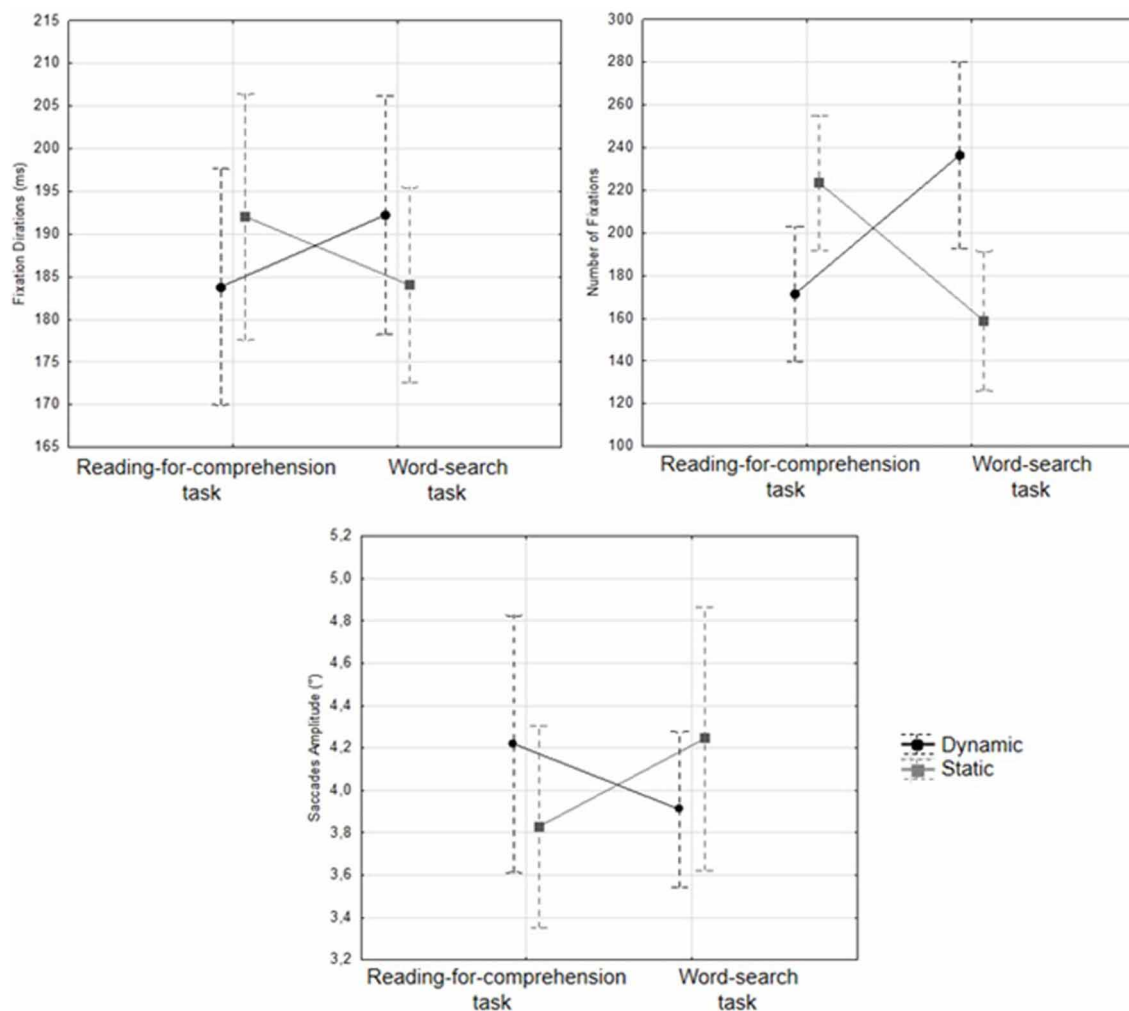 Fixation Dirations (ms)
215
210
205
200
195
190
185
180
175
170
165
Reading-for-comprehension
task
Word-search
task
Number of Fixations
300
280
260
240
220
200
180
160
140
120
100
Reading-for-comprehension
task
Word-search
task
Saccades Amplitude (°)
5,2
5,0
4,8
4,6
4,4
4,2
4,0
3,8
3,6
3,4
3,2
Reading-for-comprehension
task
Word-search
task
Dynamic
Static